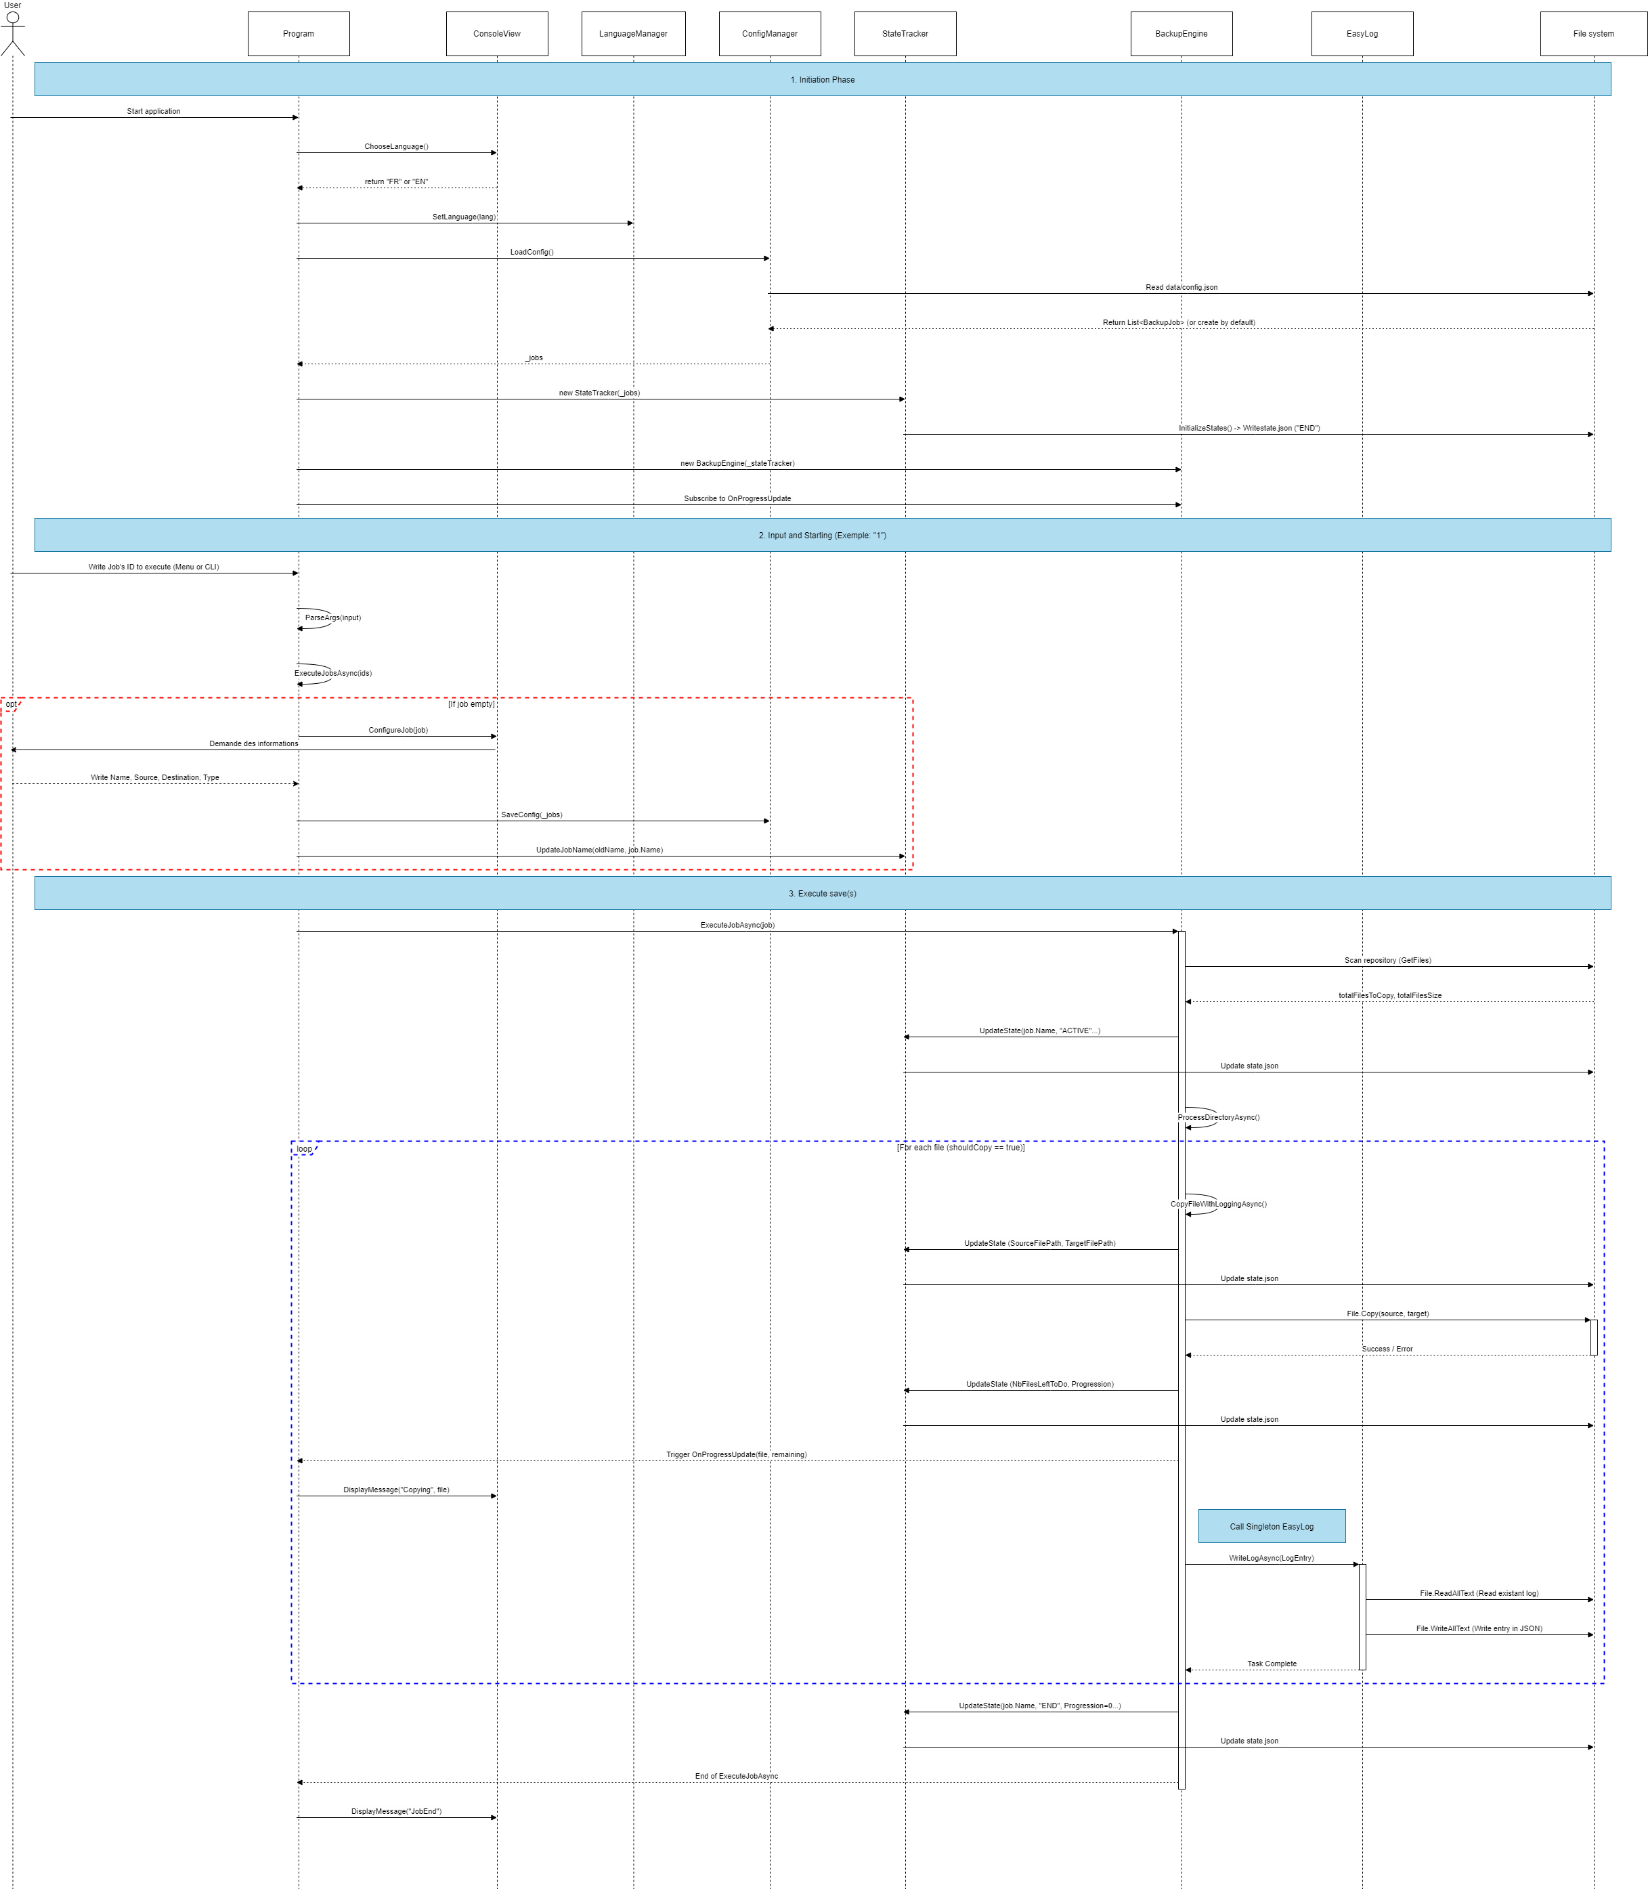 User
Program
ConsoleView
LanguageManager
ConfigManager
StateTracker
BackupEngine
EasyLog
File system
1. Initiation Phase
Start application
ChooseLanguage()
return "FR" or "EN"
SetLanguage(lang)
LoadConfig()
Read data/config.json
Return List<BackupJob> (or create by default)
_jobs
new StateTracker(_jobs)
InitializeStates() -> Writestate.json ("END")
new BackupEngine(_stateTracker)
Subscribe to OnProgressUpdate
2. Input and Starting (Exemple: "1")
Write Job's ID to execute (Menu or CLI)
ParseArgs(input)
ExecuteJobsAsync(ids)
opt
[If job empty]
ConfigureJob(job)
Demande des informations
Write Name, Source, Destination, Type
SaveConfig(_jobs)
UpdateJobName(oldName, job.Name)
3. Execute save(s)
ExecuteJobAsync(job)
Scan repository (GetFiles)
totalFilesToCopy, totalFilesSize
UpdateState(job.Name, "ACTIVE"...)
Update state.json
ProcessDirectoryAsync()
loop
[For each file (shouldCopy == true)]
CopyFileWithLoggingAsync()
UpdateState (SourceFilePath, TargetFilePath)
Update state.json
File.Copy(source, target)
Success / Error
UpdateState (NbFilesLeftToDo, Progression)
Update state.json
Trigger OnProgressUpdate(file, remaining)
DisplayMessage("Copying", file)
Call Singleton EasyLog
WriteLogAsync(LogEntry)
File.ReadAllText (Read existant log)
File.WriteAllText (Write entry in JSON)
Task Complete
UpdateState(job.Name, "END", Progression=0...)
Update state.json
End of ExecuteJobAsync
DisplayMessage("JobEnd")